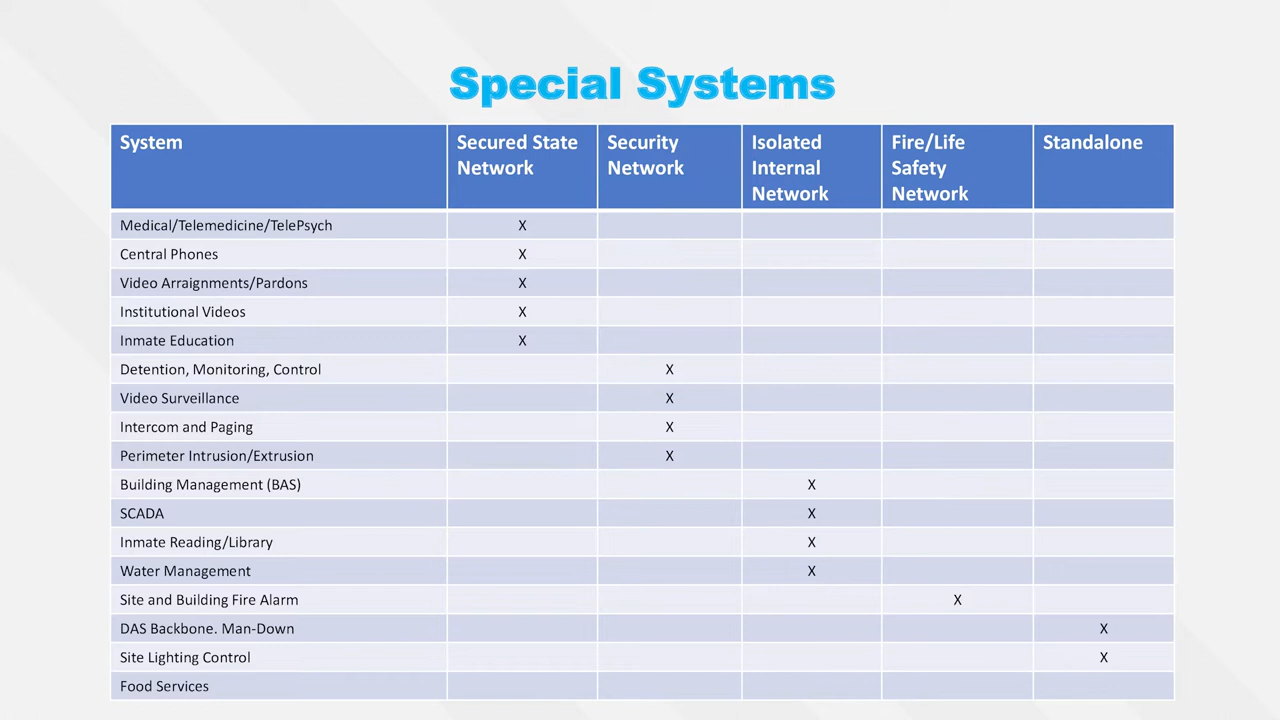 Special Systems
System Secured State Network Security Network Isolated Internal Network Fire/Life Safety Network Standalone
Medical/Telemedicine/TelePsych X
Central Phones X
Video Arraignments/Pardons X
Institutional Videos X
Inmate Education X
Detention, Monitoring, Control X
Video Surveillance X
Intercom and Paging X
Perimeter Intrusion/Extrusion X
Building Management (BAS) X
SCADA X
Inmate Reading/Library X
Water Management X
Site and Building Fire Alarm X
DAS Backbone. Man-Down X
Site Lighting Control X
Food Services